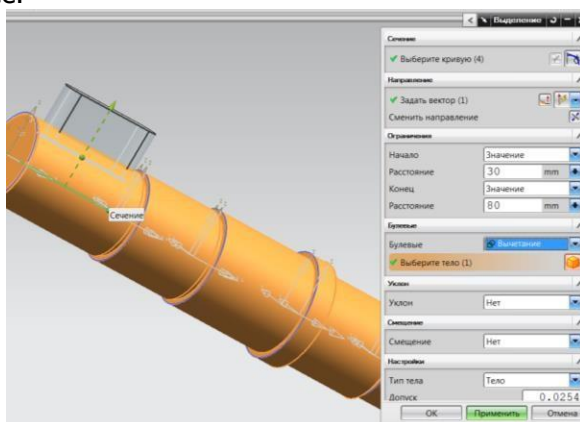 Выделение
Сечение
Выберите кривую (4)
Направление
Задать вектор (1)
Сменить направление
Ограничения
Начало Значение
Расстояние 30 mm
Конец Значение
Расстояние 80 mm
Булевые
Булевые Вычетание
Выберите тело (1)
Уклон
Уклон Нет
Смещение
Смещение Нет
Настройки
Тип тела Тело
Допуск 0.0254
OK Применить Отмена
Сечение